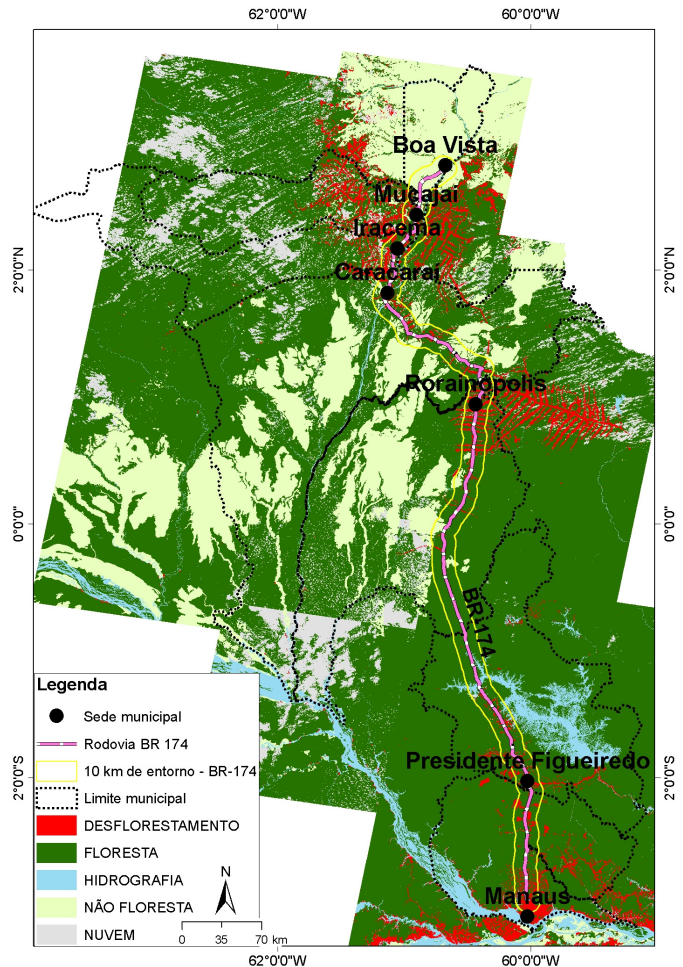 62°0'0"W 60°0'0"W
Boa Vista
Mucajai
Iracema
Caracarai
2°0'0"N 2°0'0"N
Rorainopolis
0°0'0" 0°0'0"
BR-174
Presidente Figueiredo
2°0'0"S 2°0'0"S
Manaus
Legenda
Sede municipal
Rodovia BR 174
10 km de entorno - BR-174
Limite municipal
DESFLORESTAMENTO
FLORESTA
HIDROGRAFIA
NÃO FLORESTA
NUVEM
N
0 35 70 km
62°0'0"W 60°0'0"W